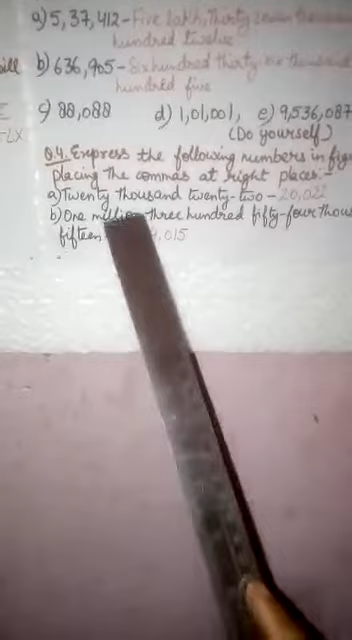 a) 5,37,412 - Five lakh, Thirty seven thousand
hundred twelve
b) 636,905 - Six hundred thirty-six thousand
hundred five
c) 88,088 d) 1,01,001, e) 9,536,087
(Do yourself)
Q.4. Express the following numbers in
placing the commas at right places:-
a) Twenty thousand twenty-two - 20,022
b) One million three hundred fifty-four
fifteen 4,015